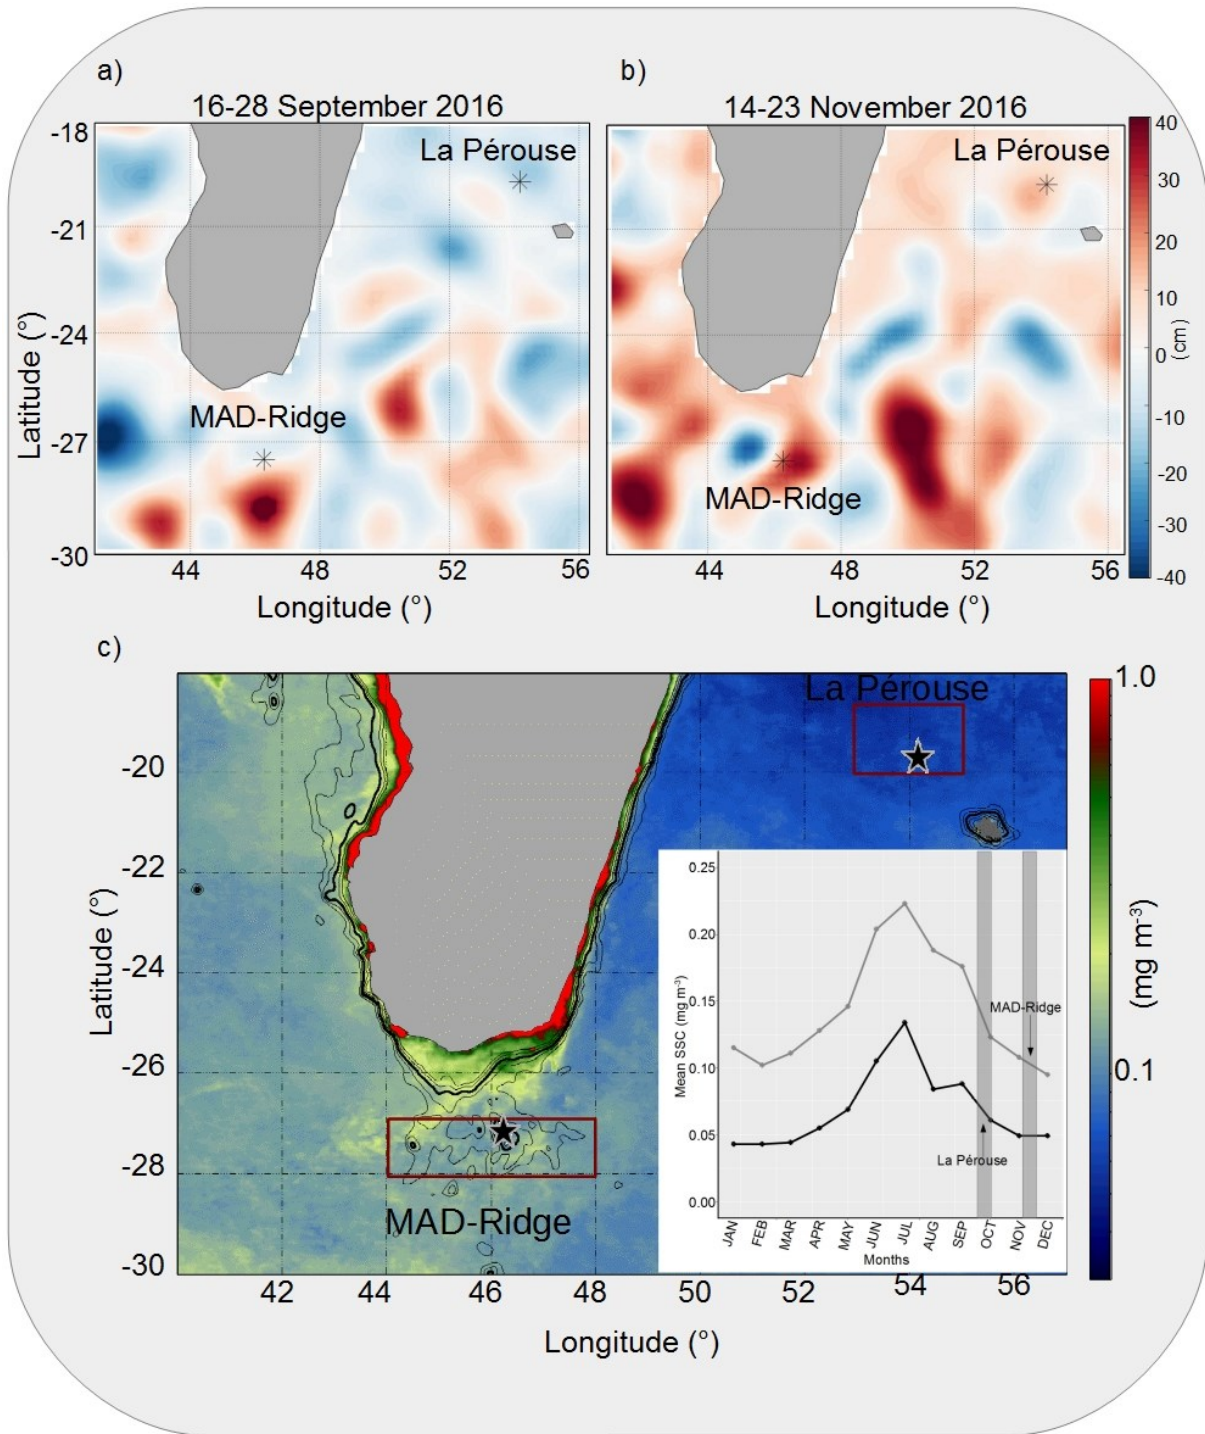 a)
b)
16-28 September 2016
14-23 November 2016
-18
La Pérouse
La Pérouse
40
30
-21
20
10
Latitude (°)
-24
0
(cm)
MAD-Ridge
-10
-27
-20
MAD-Ridge
-30
-30
-40
44
48
52
56
44
48
52
56
Longitude (°)
Longitude (°)
c)
La Pérouse
1.0
-20
-22
Latitude (°)
-24
(mg m-3)
-26
0.1
-28
MAD-Ridge
-30
0.25
0.20
0.15
0.10
0.05
0.00
Mean SSC (mg m-3)
MAD-Ridge
La Pérouse
JAN
FEB
MAR
APR
MAY
JUN
JUL
AUG
SEP
OCT
NOV
DEC
Months
42
44
46
48
50
52
54
56
Longitude (°)